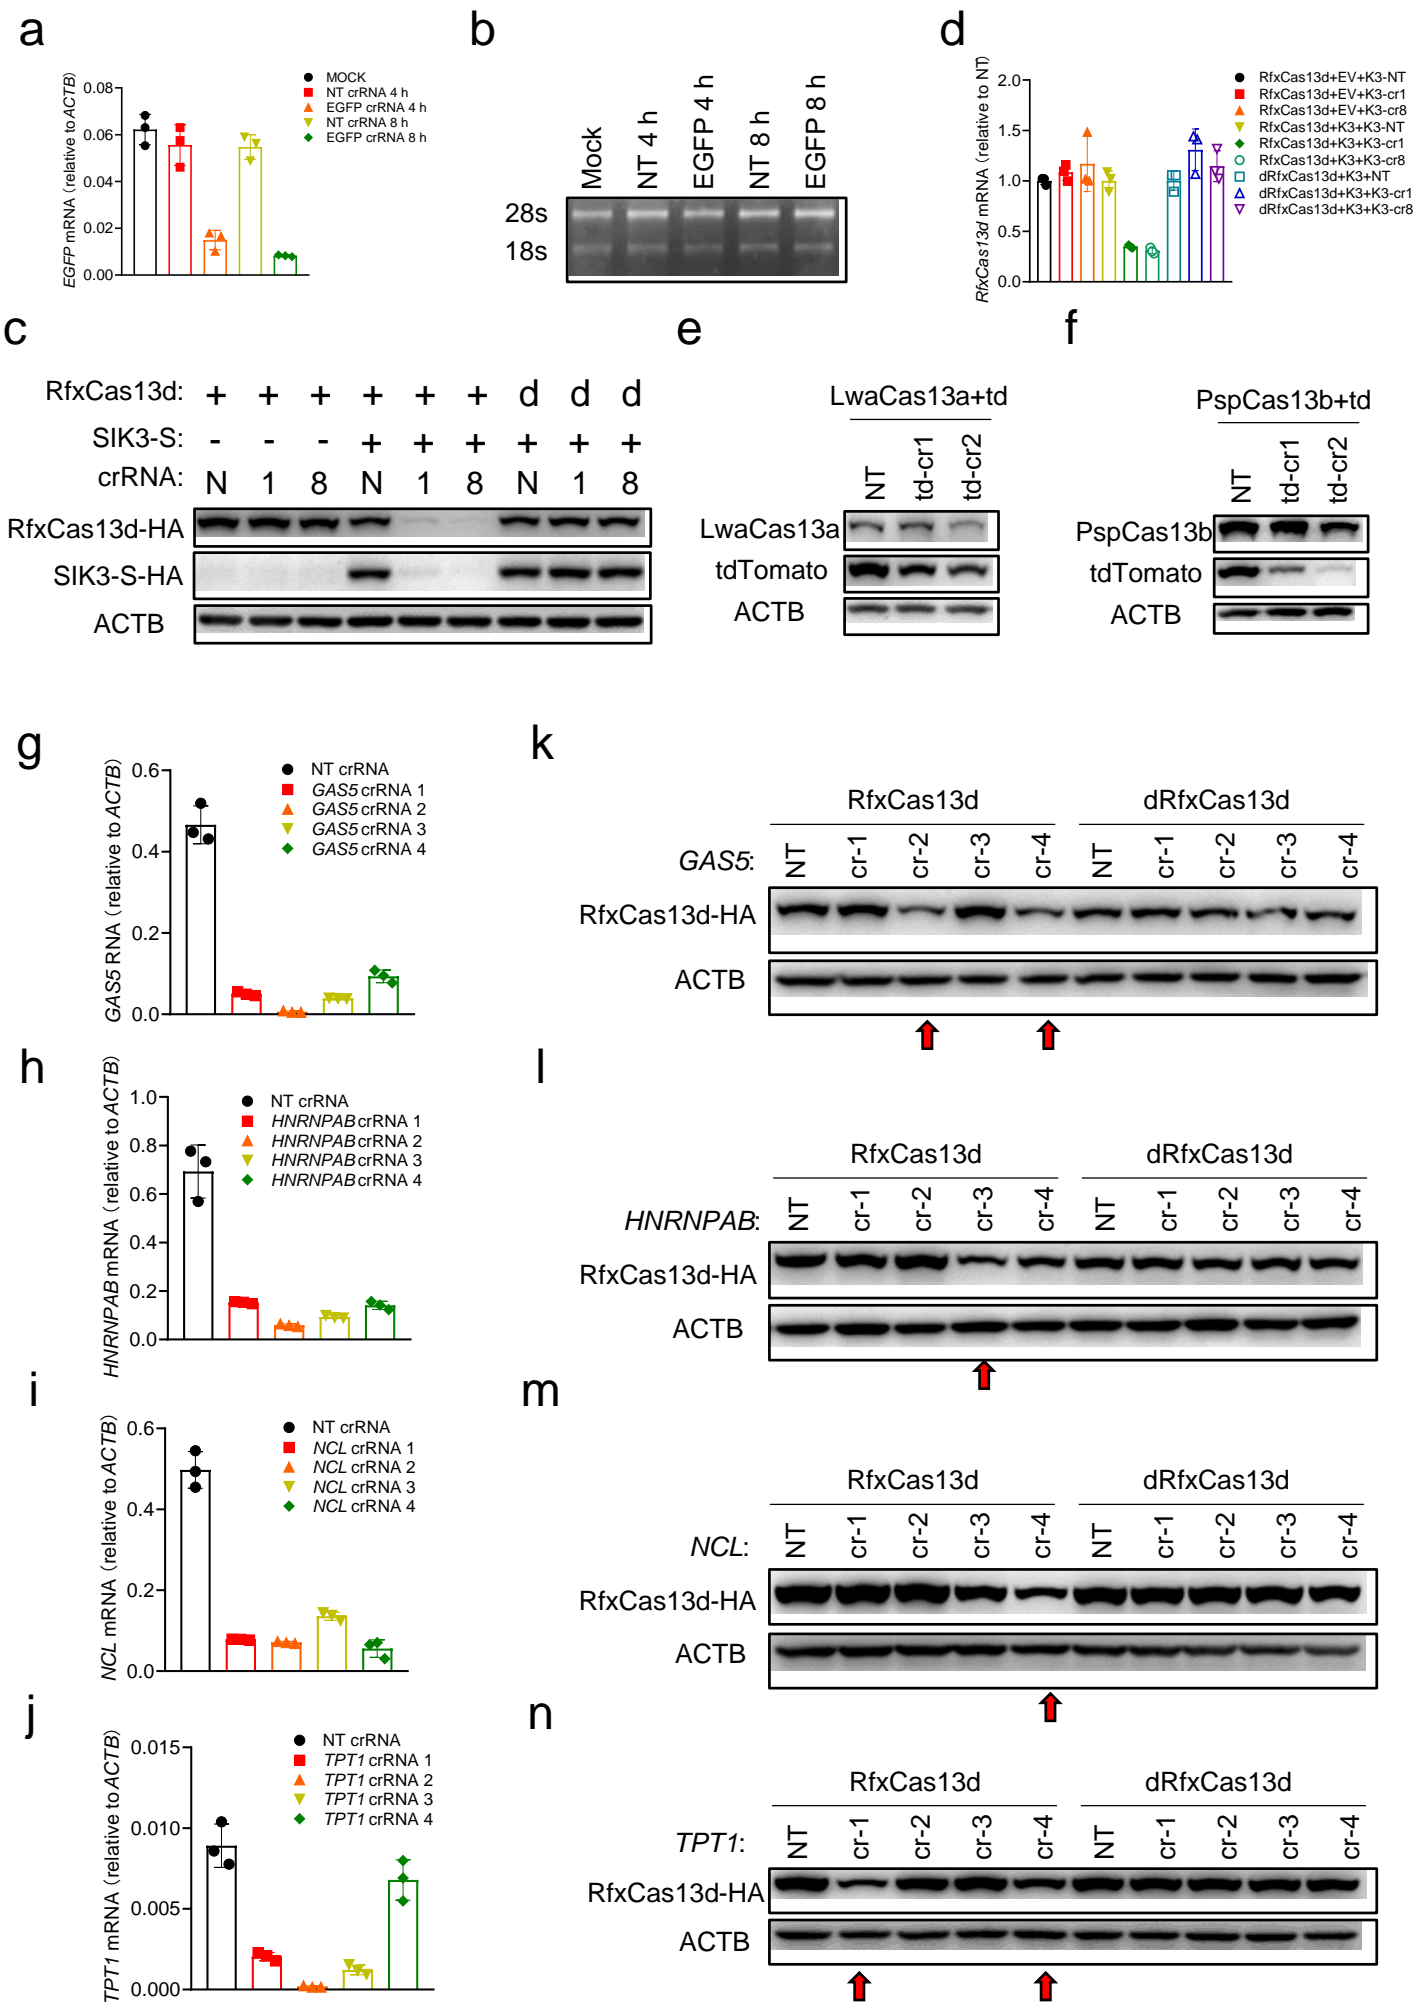 a
EGFP mRNA (relative to ACTB)
0.08
0.06
0.04
0.02
0.00
MOCK
NT crRNA 4 h
EGFP crRNA 4 h
NT crRNA 8 h
EGFP crRNA 8 h
b
Mock
NT 4 h
EGFP 4 h
NT 8 h
EGFP 8 h
28s
18s
d
RfxCas13d mRNA (relative to NT)
2.0
1.5
1.0
0.5
0.0
RfxCas13d+EV+K3-NT
RfxCas13d+EV+K3-cr1
RfxCas13d+EV+K3-cr8
RfxCas13d+K3+K3-NT
RfxCas13d+K3+K3-cr1
RfxCas13d+K3+K3-cr8
dRfxCas13d+K3+NT
dRfxCas13d+K3+K3-cr1
dRfxCas13d+K3+K3-cr8
c
RfxCas13d: + + + + + + d d d
SIK3-S: - - - + + + + + +
crRNA: N 1 8 N 1 8 N 1 8
RfxCas13d-HA
SIK3-S-HA
ACTB
e
LwaCas13a+td
NT td-cr1 td-cr2
LwaCas13a
tdTomato
ACTB
f
PspCas13b+td
NT td-cr1 td-cr2
PspCas13b
tdTomato
ACTB
g
GAS5 RNA (relative to ACTB)
0.6
0.4
0.2
0.0
NT crRNA
GAS5 crRNA 1
GAS5 crRNA 2
GAS5 crRNA 3
GAS5 crRNA 4
k
RfxCas13d dRfxCas13d
GAS5: NT cr-1 cr-2 cr-3 cr-4 NT cr-1 cr-2 cr-3 cr-4
RfxCas13d-HA
ACTB
h
HNRNPAB mRNA (relative to ACTB)
1.0
0.8
0.6
0.4
0.2
0.0
NT crRNA
HNRNPAB crRNA 1
HNRNPAB crRNA 2
HNRNPAB crRNA 3
HNRNPAB crRNA 4
l
RfxCas13d dRfxCas13d
HNRNPAB: NT cr-1 cr-2 cr-3 cr-4 NT cr-1 cr-2 cr-3 cr-4
RfxCas13d-HA
ACTB
i
NCL mRNA (relative to ACTB)
0.6
0.4
0.2
0.0
NT crRNA
NCL crRNA 1
NCL crRNA 2
NCL crRNA 3
NCL crRNA 4
m
RfxCas13d dRfxCas13d
NCL: NT cr-1 cr-2 cr-3 cr-4 NT cr-1 cr-2 cr-3 cr-4
RfxCas13d-HA
ACTB
j
TPT1 mRNA (relative to ACTB)
0.015
0.010
0.005
0.000
NT crRNA
TPT1 crRNA 1
TPT1 crRNA 2
TPT1 crRNA 3
TPT1 crRNA 4
n
RfxCas13d dRfxCas13d
TPT1: NT cr-1 cr-2 cr-3 cr-4 NT cr-1 cr-2 cr-3 cr-4
RfxCas13d-HA
ACTB